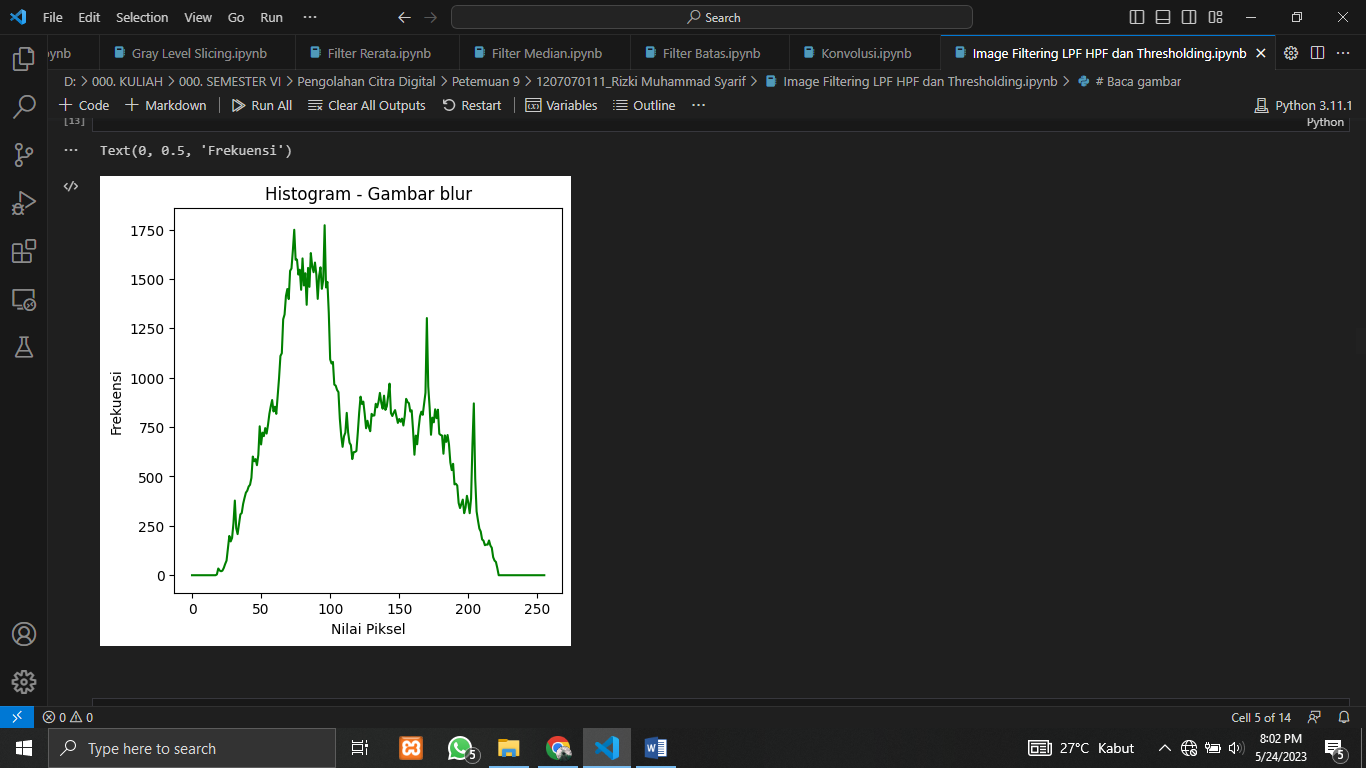 File Edit Selection View Go Run ··· Search
ynb Gray Level Slicing.ipynb Filter Rerata.ipynb Filter Median.ipynb Filter Batas.ipynb Konvolusi.ipynb Image Filtering LPF HPF dan Thresholding.ipynb
D: > 000. KULIAH > 000. SEMESTER VI > Pengolahan Citra Digital > Petemuan 9 > 1207070111_Rizki Muhammad Syarif > Image Filtering LPF HPF dan Thresholding.ipynb > # Baca gambar
+ Code + Markdown Run All Clear All Outputs Restart Variables Outline ··· Python 3.11.1
[13] Python
··· Text(0, 0.5, 'Frekuensi')
Histogram - Gambar blur
1750
1500
1250
1000
750
500
250
0
Frekuensi
0 50 100 150 200 250
Nilai Piksel
0 0 Cell 5 of 14
Type here to search 5 27°C Kabut 8:02 PM 5/24/2023 5